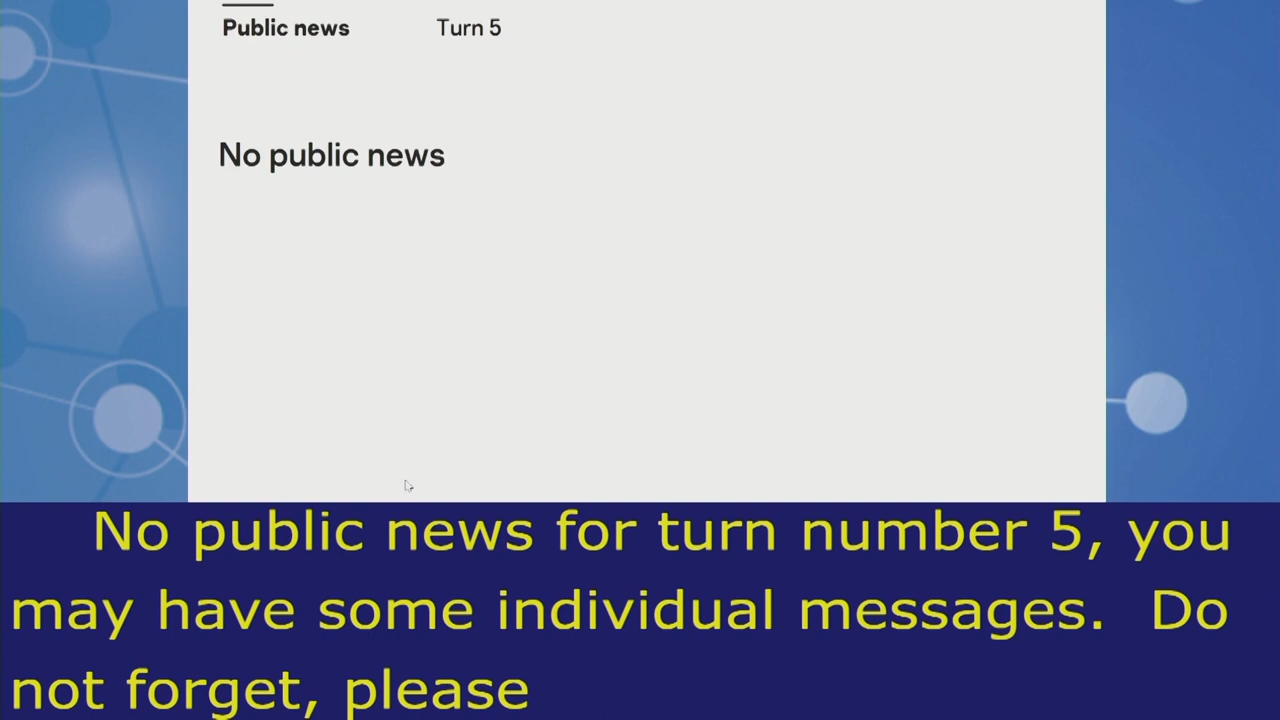 Public news Turn 5
No public news
No public news for turn number 5, you
may have some individual messages.  Do
not forget, please